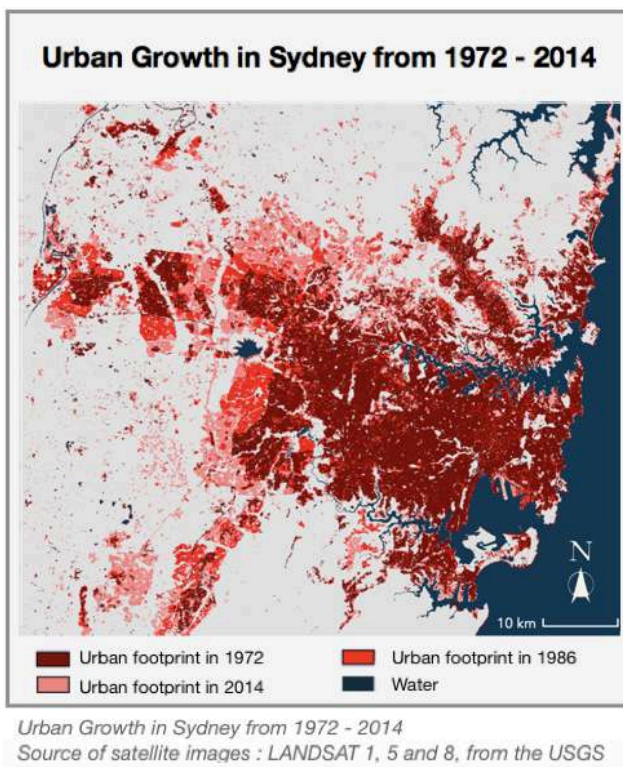 Urban Growth in Sydney from 1972 - 2014
N
10 km
Urban footprint in 1972
Urban footprint in 1986
Urban footprint in 2014
Water
Urban Growth in Sydney from 1972 - 2014
Source of satellite images : LANDSAT 1, 5 and 8, from the USGS